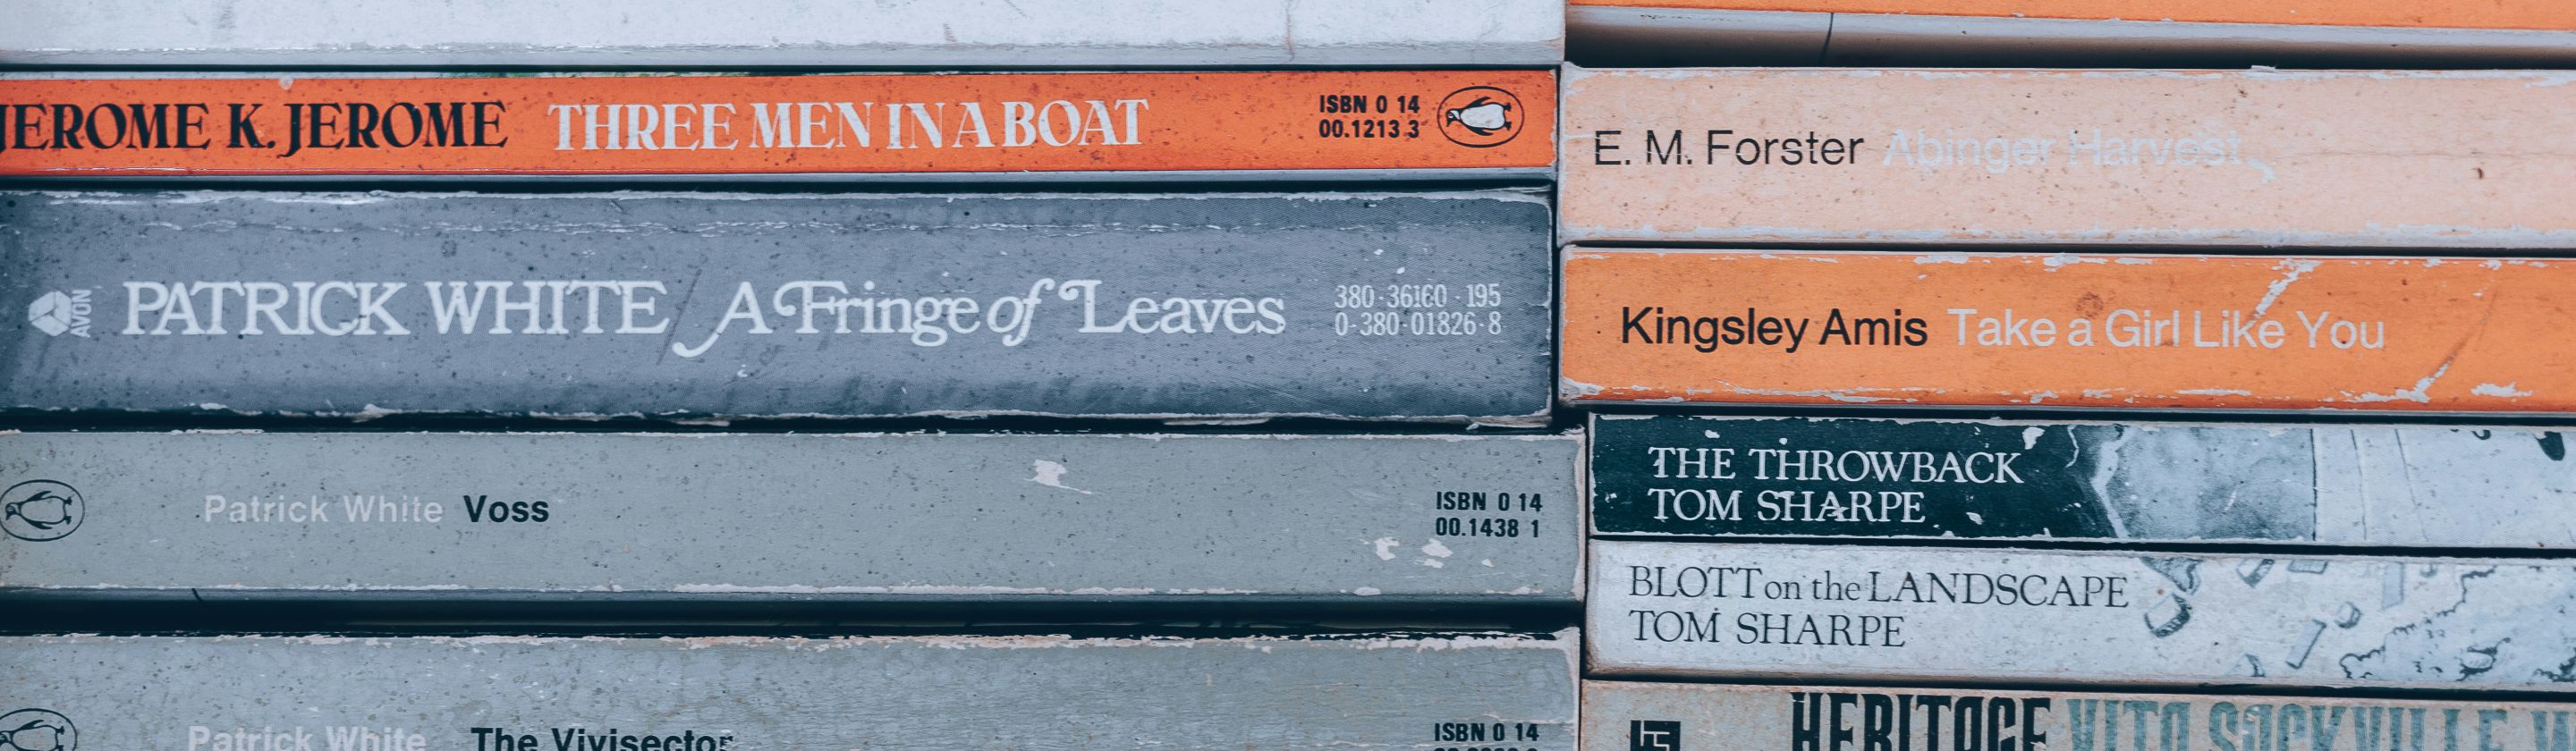 JEROME K. JEROME THREE MEN IN A BOAT
ISBN 0 14
00.1213 3
AVON
PATRICK WHITE / A Fringe of Leaves
380·36160·195
0-380-01826-8
Patrick White Voss
ISBN 0 14
00.1438 1
Patrick White The Vivisector
ISBN 0 14
E. M. Forster Abinger Harvest
Kingsley Amis Take a Girl Like You
THE THROWBACK
TOM SHARPE
BLOTT on the LANDSCAPE
TOM SHARPE
HERITAGE VITA SACKVILLE